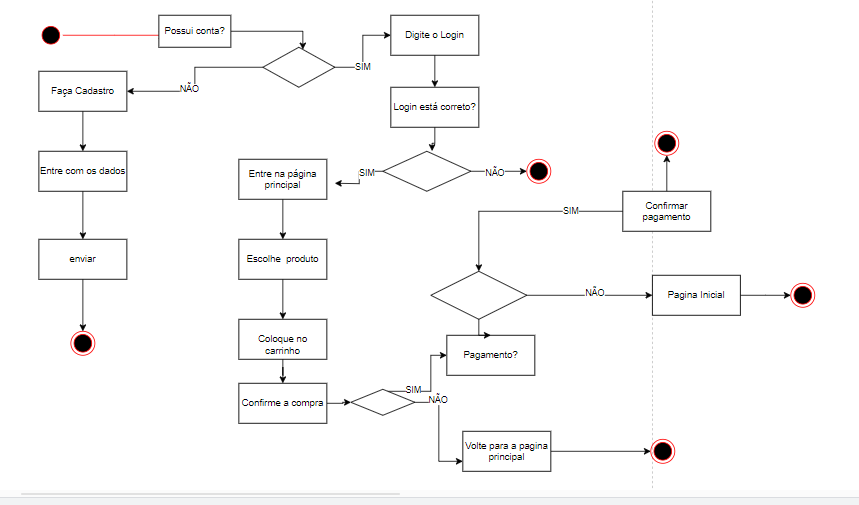 Possui conta?
Digite o Login
SIM
NÃO
Faça Cadastro
Login está correto?
Entre com os dados
Entre na página
principal
SIM
NÃO
Confirmar
pagamento
SIM
enviar
Escolhe produto
NÃO
Pagina Inicial
Coloque no
carrinho
Pagamento?
Confirme a compra
SIM
NÃO
Volte para a pagina
principal